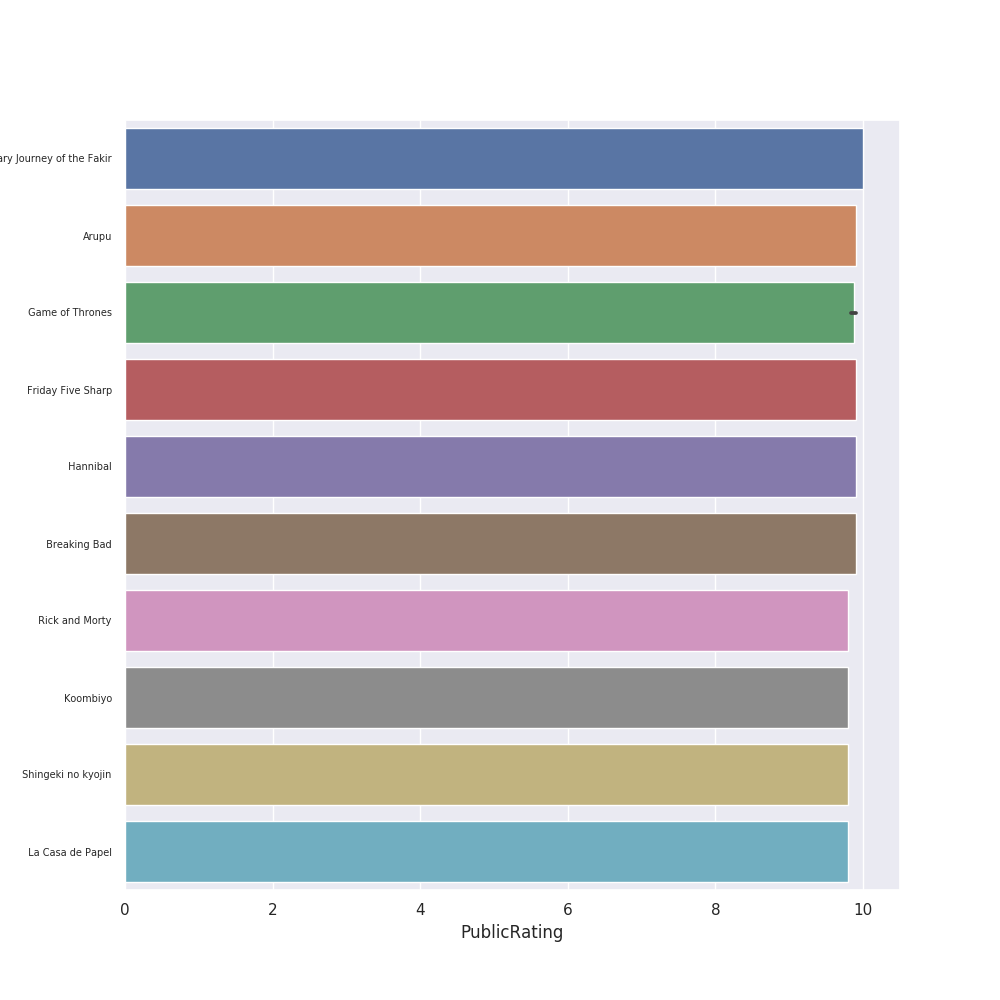 ary Journey of the Fakir
Arupu
Game of Thrones
Friday Five Sharp
Hannibal
Breaking Bad
Rick and Morty
Koombiyo
Shingeki no kyojin
La Casa de Papel
0 2 4 6 8 10
PublicRating